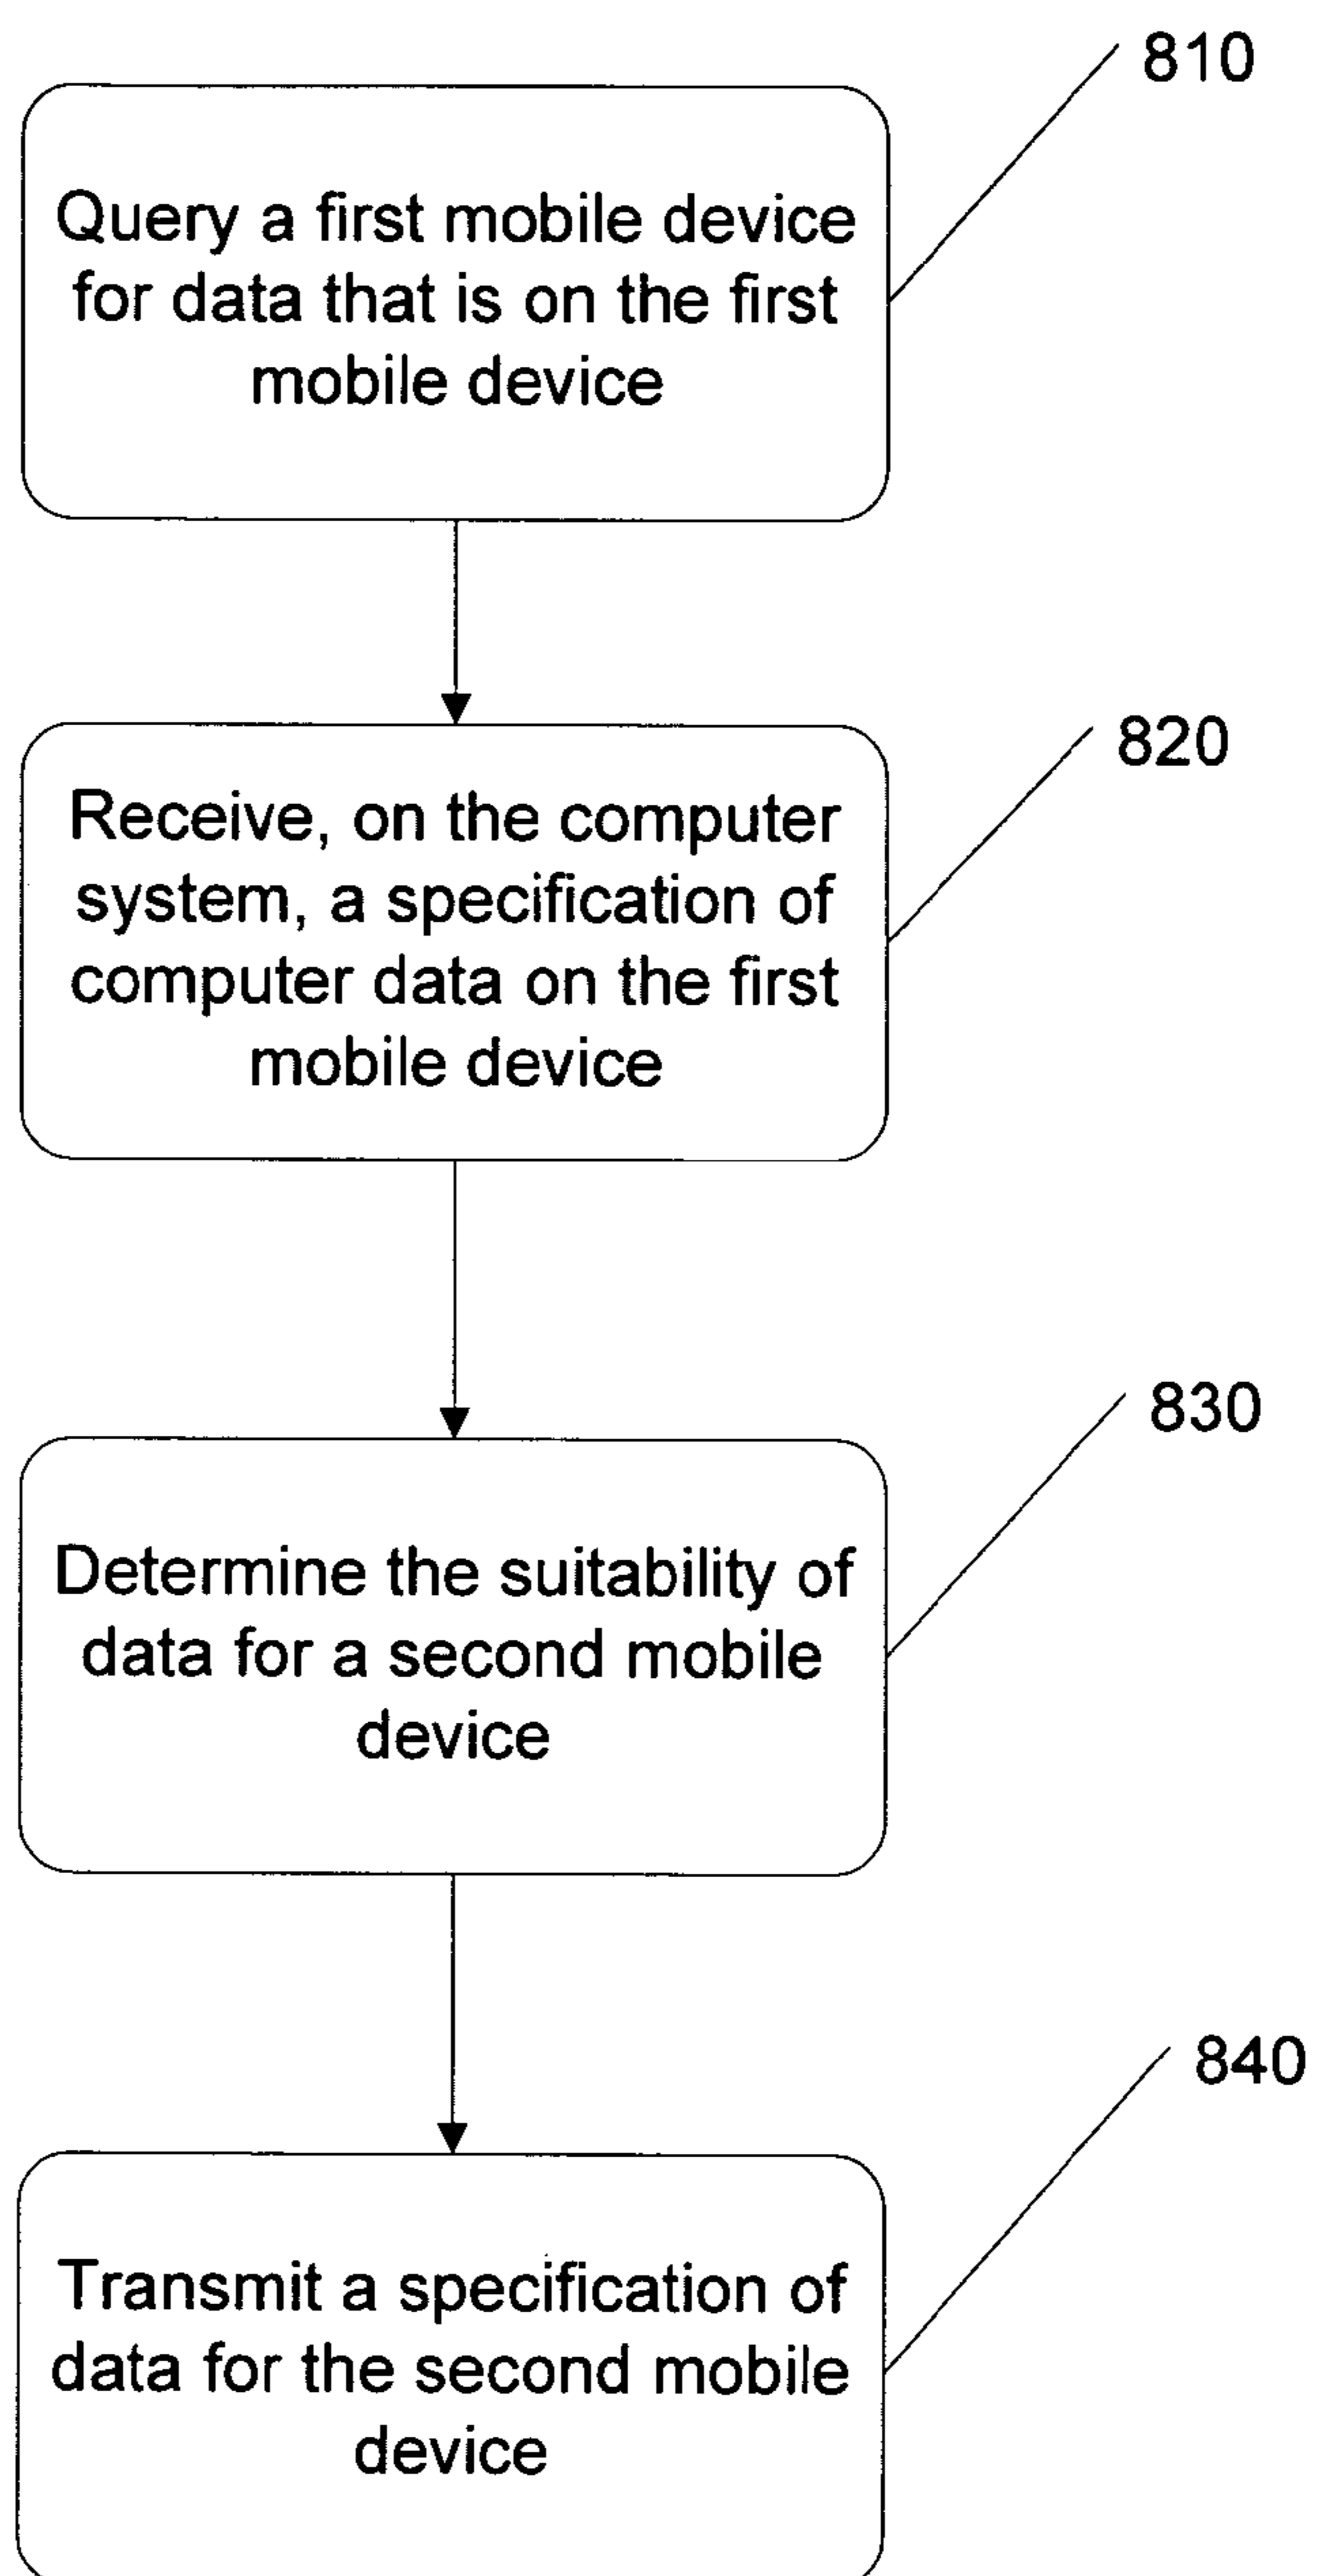 810
Query a first mobile device
for data that is on the first
mobile device
820
Receive, on the computer
system, a specification of
computer data on the first
mobile device
830
Determine the suitability of
data for a second mobile
device
840
Transmit a specification of
data for the second mobile
device